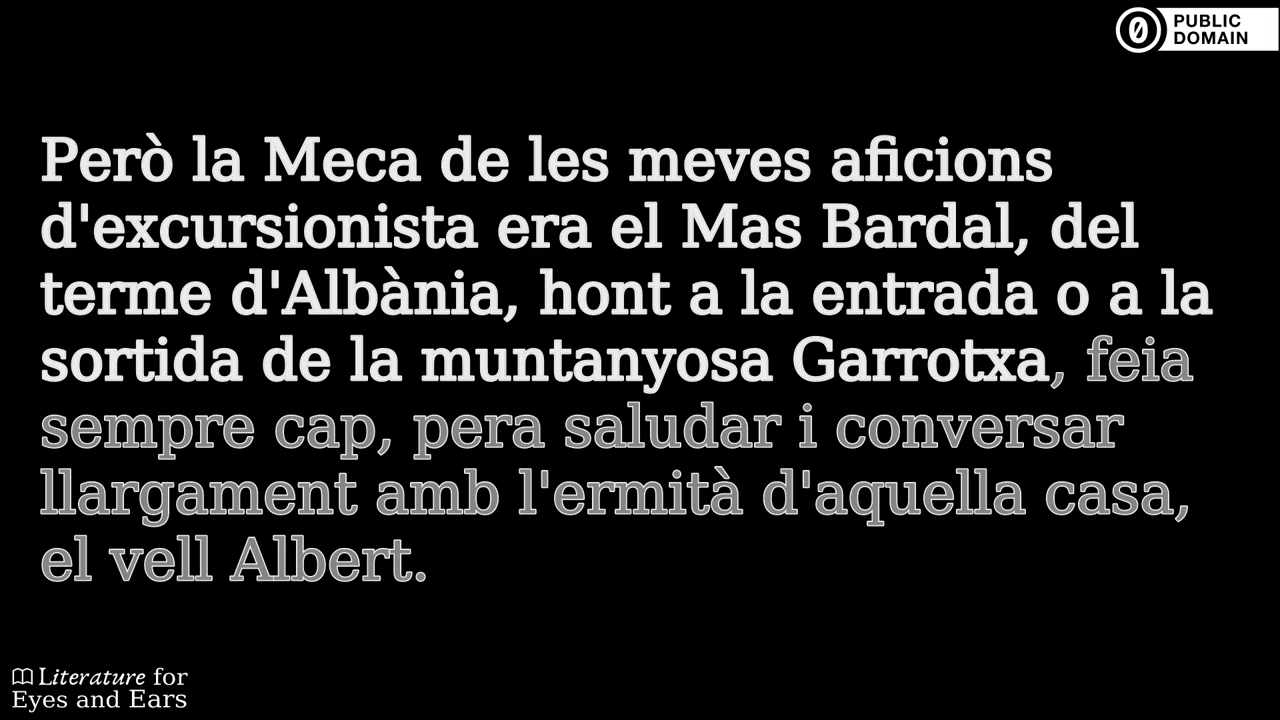 PUBLIC
DOMAIN
Però la Meca de les meves aficions
d'excursionista era el Mas Bardal, del
terme d'Albània, hont a la entrada o a la
sortida de la muntanyosa Garrotxa, feia
sempre cap, pera saludar i conversar
llargament amb l'ermità d'aquella casa,
el vell Albert.
Literature for
Eyes and Ears